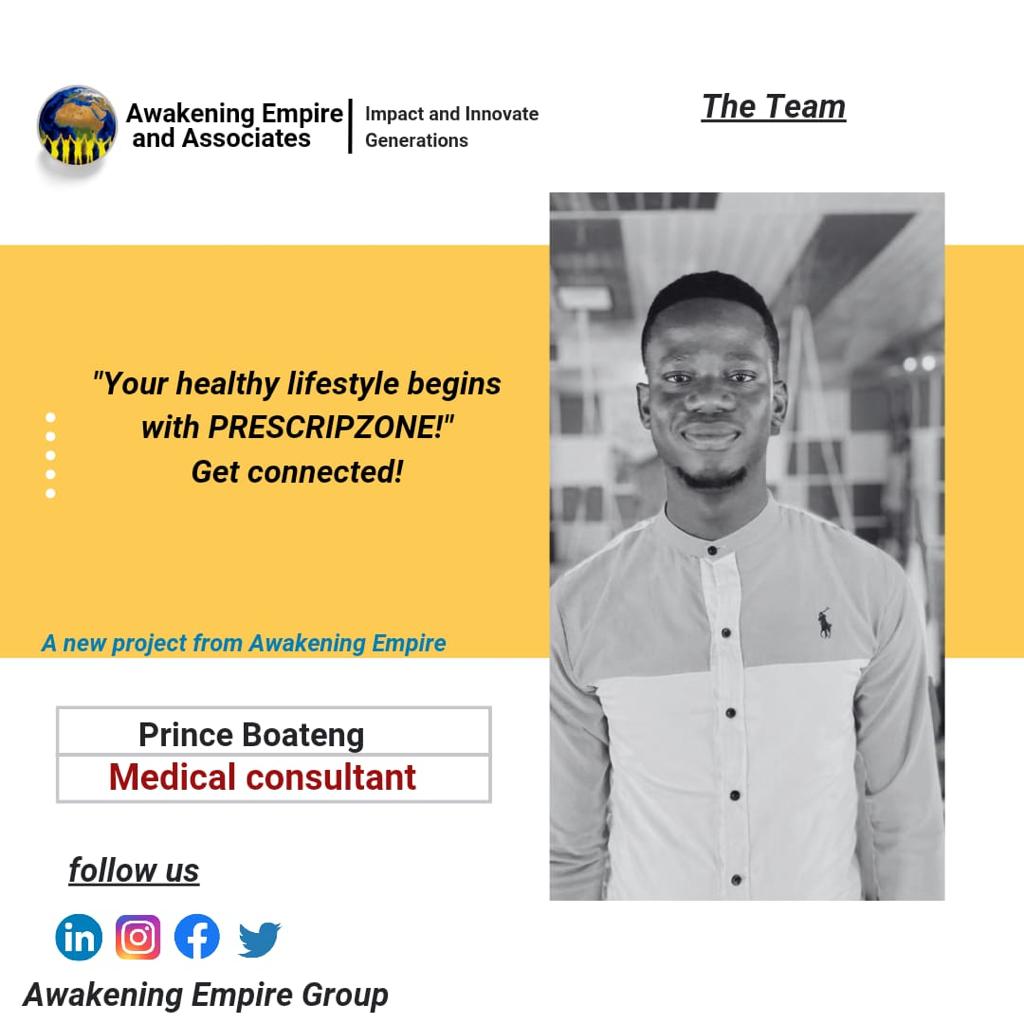 Awakening Empire
and Associates
Impact and Innovate
Generations
The Team
"Your healthy lifestyle begins
with PRESCRIPZONE!"
Get connected!
A new project from Awakening Empire
Prince Boateng
Medical consultant
follow us
in
Awakening Empire Group